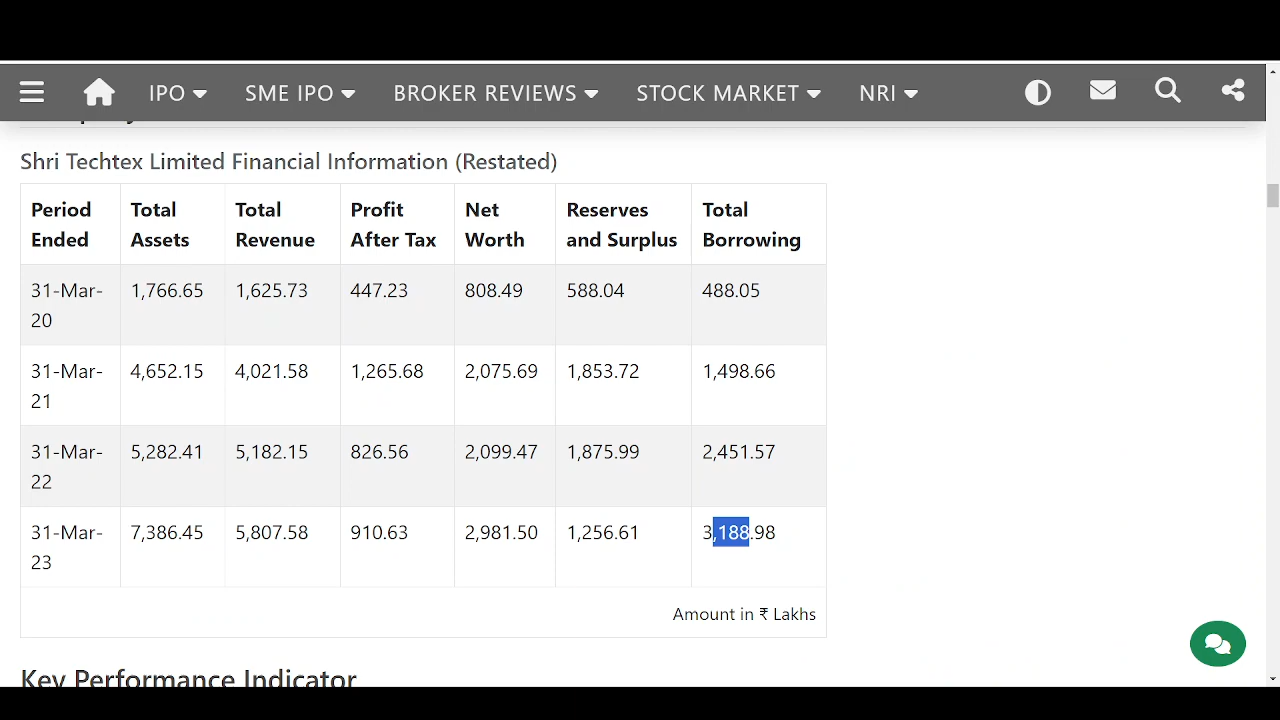 IPO SME IPO BROKER REVIEWS STOCK MARKET NRI
Shri Techtex Limited Financial Information (Restated)
Period Ended Total Assets Total Revenue Profit After Tax Net Worth Reserves and Surplus Total Borrowing
31-Mar-20 1,766.65 1,625.73 447.23 808.49 588.04 488.05
31-Mar-21 4,652.15 4,021.58 1,265.68 2,075.69 1,853.72 1,498.66
31-Mar-22 5,282.41 5,182.15 826.56 2,099.47 1,875.99 2,451.57
31-Mar-23 7,386.45 5,807.58 910.63 2,981.50 1,256.61 3,188.98
Amount in ₹ Lakhs
Key Performance Indicator